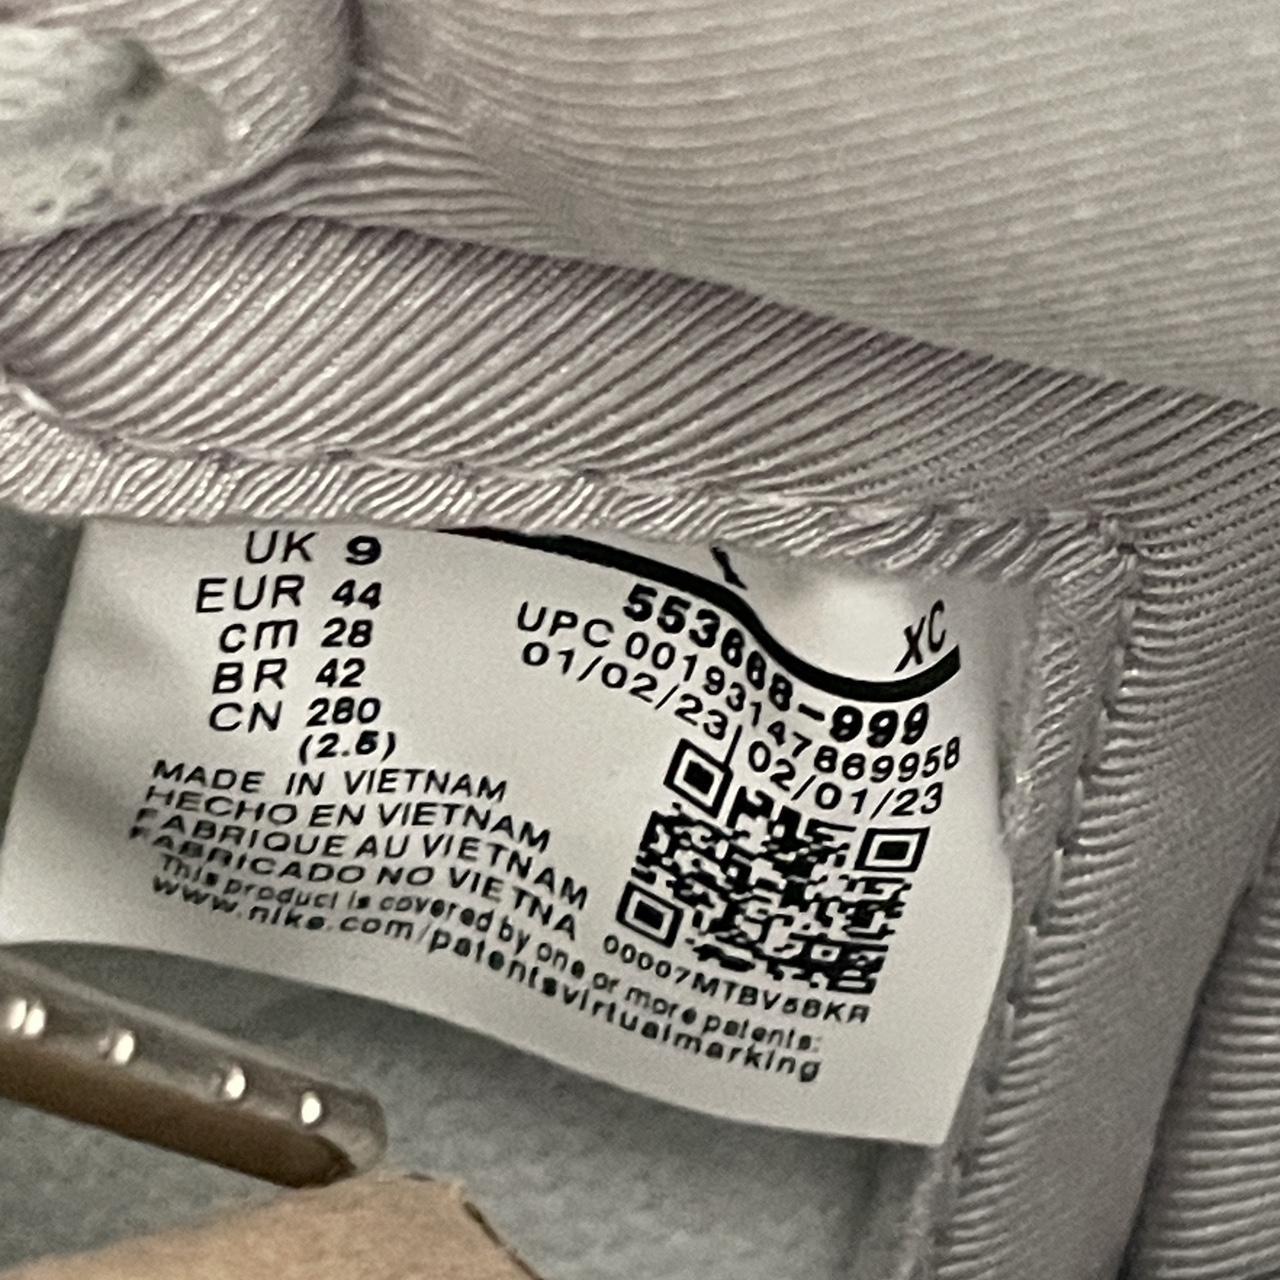 UK 9
EUR 44
cm 28
BR 42
CN 280
(2.5)
MADE IN VIETNAM
HECHO EN VIETNAM
FABRIQUE AU VIETNAM
FABRICADO NO VIETNA
This product is covered by one or more patents:
www.nike.com/patentsvirtualmarking
XC
553668-999
UPC 00193147869958
01/02/23 02/01/23
00007MTBV5BKR